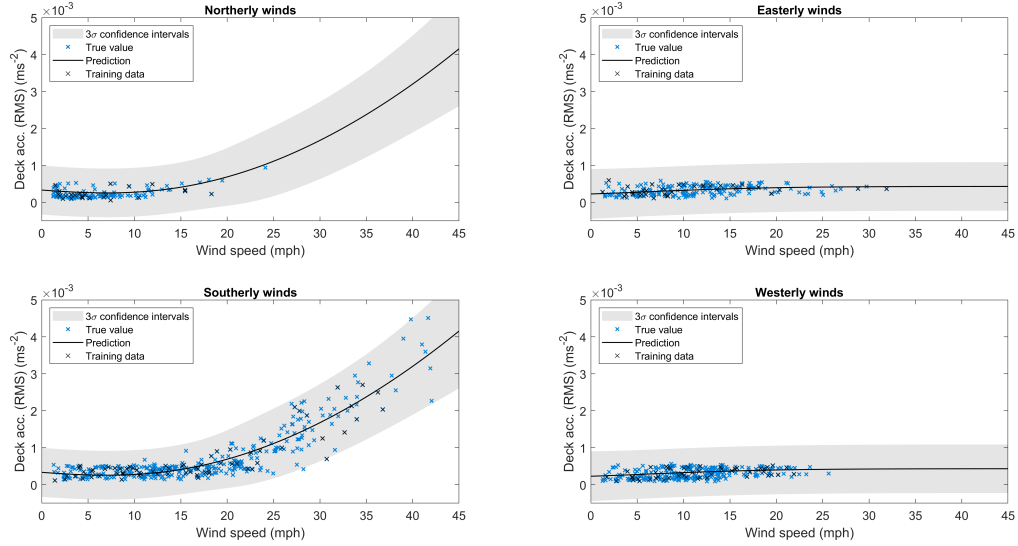 Northerly winds
×10⁻³
5
4
3
2
1
0
Deck acc. (RMS) (ms⁻²)
3σ confidence intervals
True value
Prediction
Training data
0 5 10 15 20 25 30 35 40 45
Wind speed (mph)
Easterly winds
×10⁻³
5
4
3
2
1
0
Deck acc. (RMS) (ms⁻²)
3σ confidence intervals
True value
Prediction
Training data
0 5 10 15 20 25 30 35 40 45
Wind speed (mph)
Southerly winds
×10⁻³
5
4
3
2
1
0
Deck acc. (RMS) (ms⁻²)
3σ confidence intervals
True value
Prediction
Training data
0 5 10 15 20 25 30 35 40 45
Wind speed (mph)
Westerly winds
×10⁻³
5
4
3
2
1
0
Deck acc. (RMS) (ms⁻²)
3σ confidence intervals
True value
Prediction
Training data
0 5 10 15 20 25 30 35 40 45
Wind speed (mph)